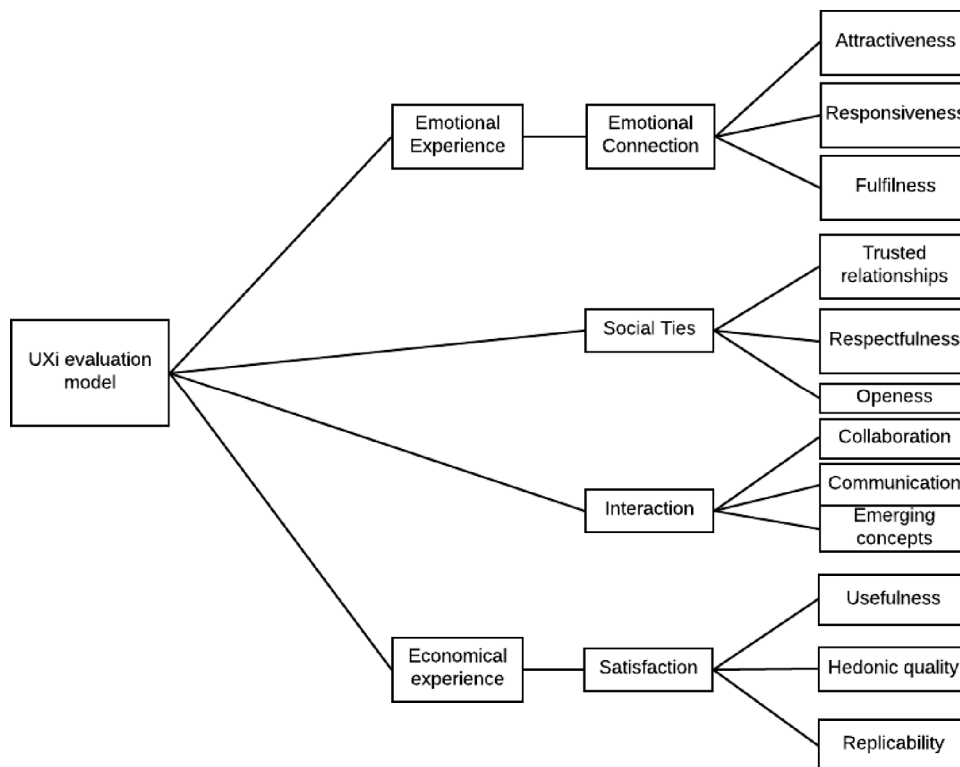 UXi evaluation
model
Emotional
Experience
Emotional
Connection
Attractiveness
Responsiveness
Fulfilness
Social Ties
Trusted
relationships
Respectfulness
Openess
Interaction
Collaboration
Communication
Emerging
concepts
Economical
experience
Satisfaction
Usefulness
Hedonic quality
Replicability